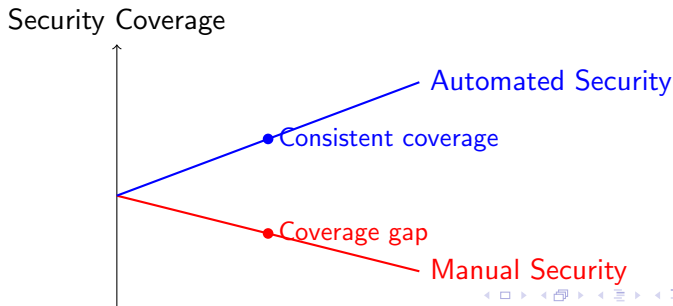 Security Coverage
Automated Security
Consistent coverage
Coverage gap
Manual Security